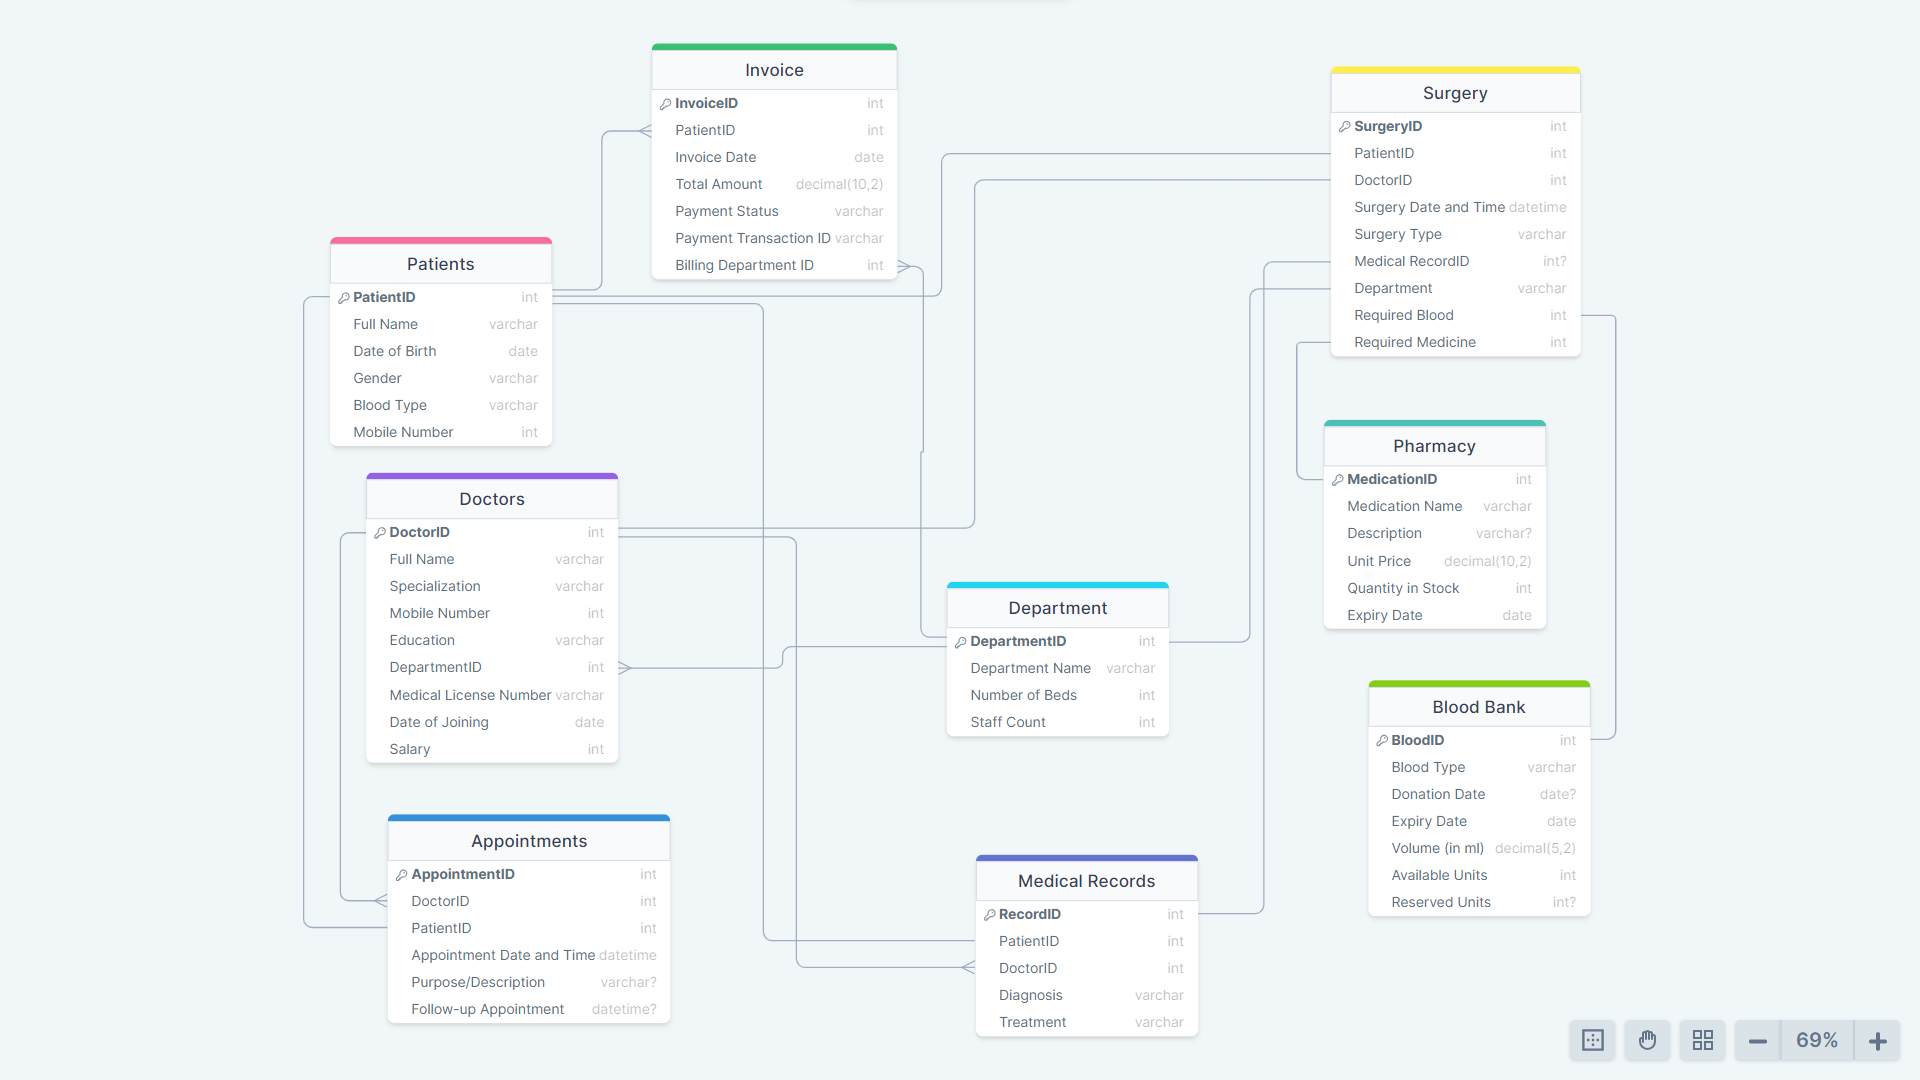 Invoice
InvoiceID int
PatientID int
Invoice Date date
Total Amount decimal(10,2)
Payment Status varchar
Payment Transaction ID varchar
Billing Department ID int
Surgery
SurgeryID int
PatientID int
DoctorID int
Surgery Date and Time datetime
Surgery Type varchar
Medical RecordID int?
Department varchar
Required Blood int
Required Medicine int
Patients
PatientID int
Full Name varchar
Date of Birth date
Gender varchar
Blood Type varchar
Mobile Number int
Pharmacy
MedicationID int
Medication Name varchar
Description varchar?
Unit Price decimal(10,2)
Quantity in Stock int
Expiry Date date
Doctors
DoctorID int
Full Name varchar
Specialization varchar
Mobile Number int
Education varchar
DepartmentID int
Medical License Number varchar
Date of Joining date
Salary int
Department
DepartmentID int
Department Name varchar
Number of Beds int
Staff Count int
Blood Bank
BloodID int
Blood Type varchar
Donation Date date?
Expiry Date date
Volume (in ml) decimal(5,2)
Available Units int
Reserved Units int?
Appointments
AppointmentID int
DoctorID int
PatientID int
Appointment Date and Time datetime
Purpose/Description varchar?
Follow-up Appointment datetime?
Medical Records
RecordID int
PatientID int
DoctorID int
Diagnosis varchar
Treatment varchar
69%